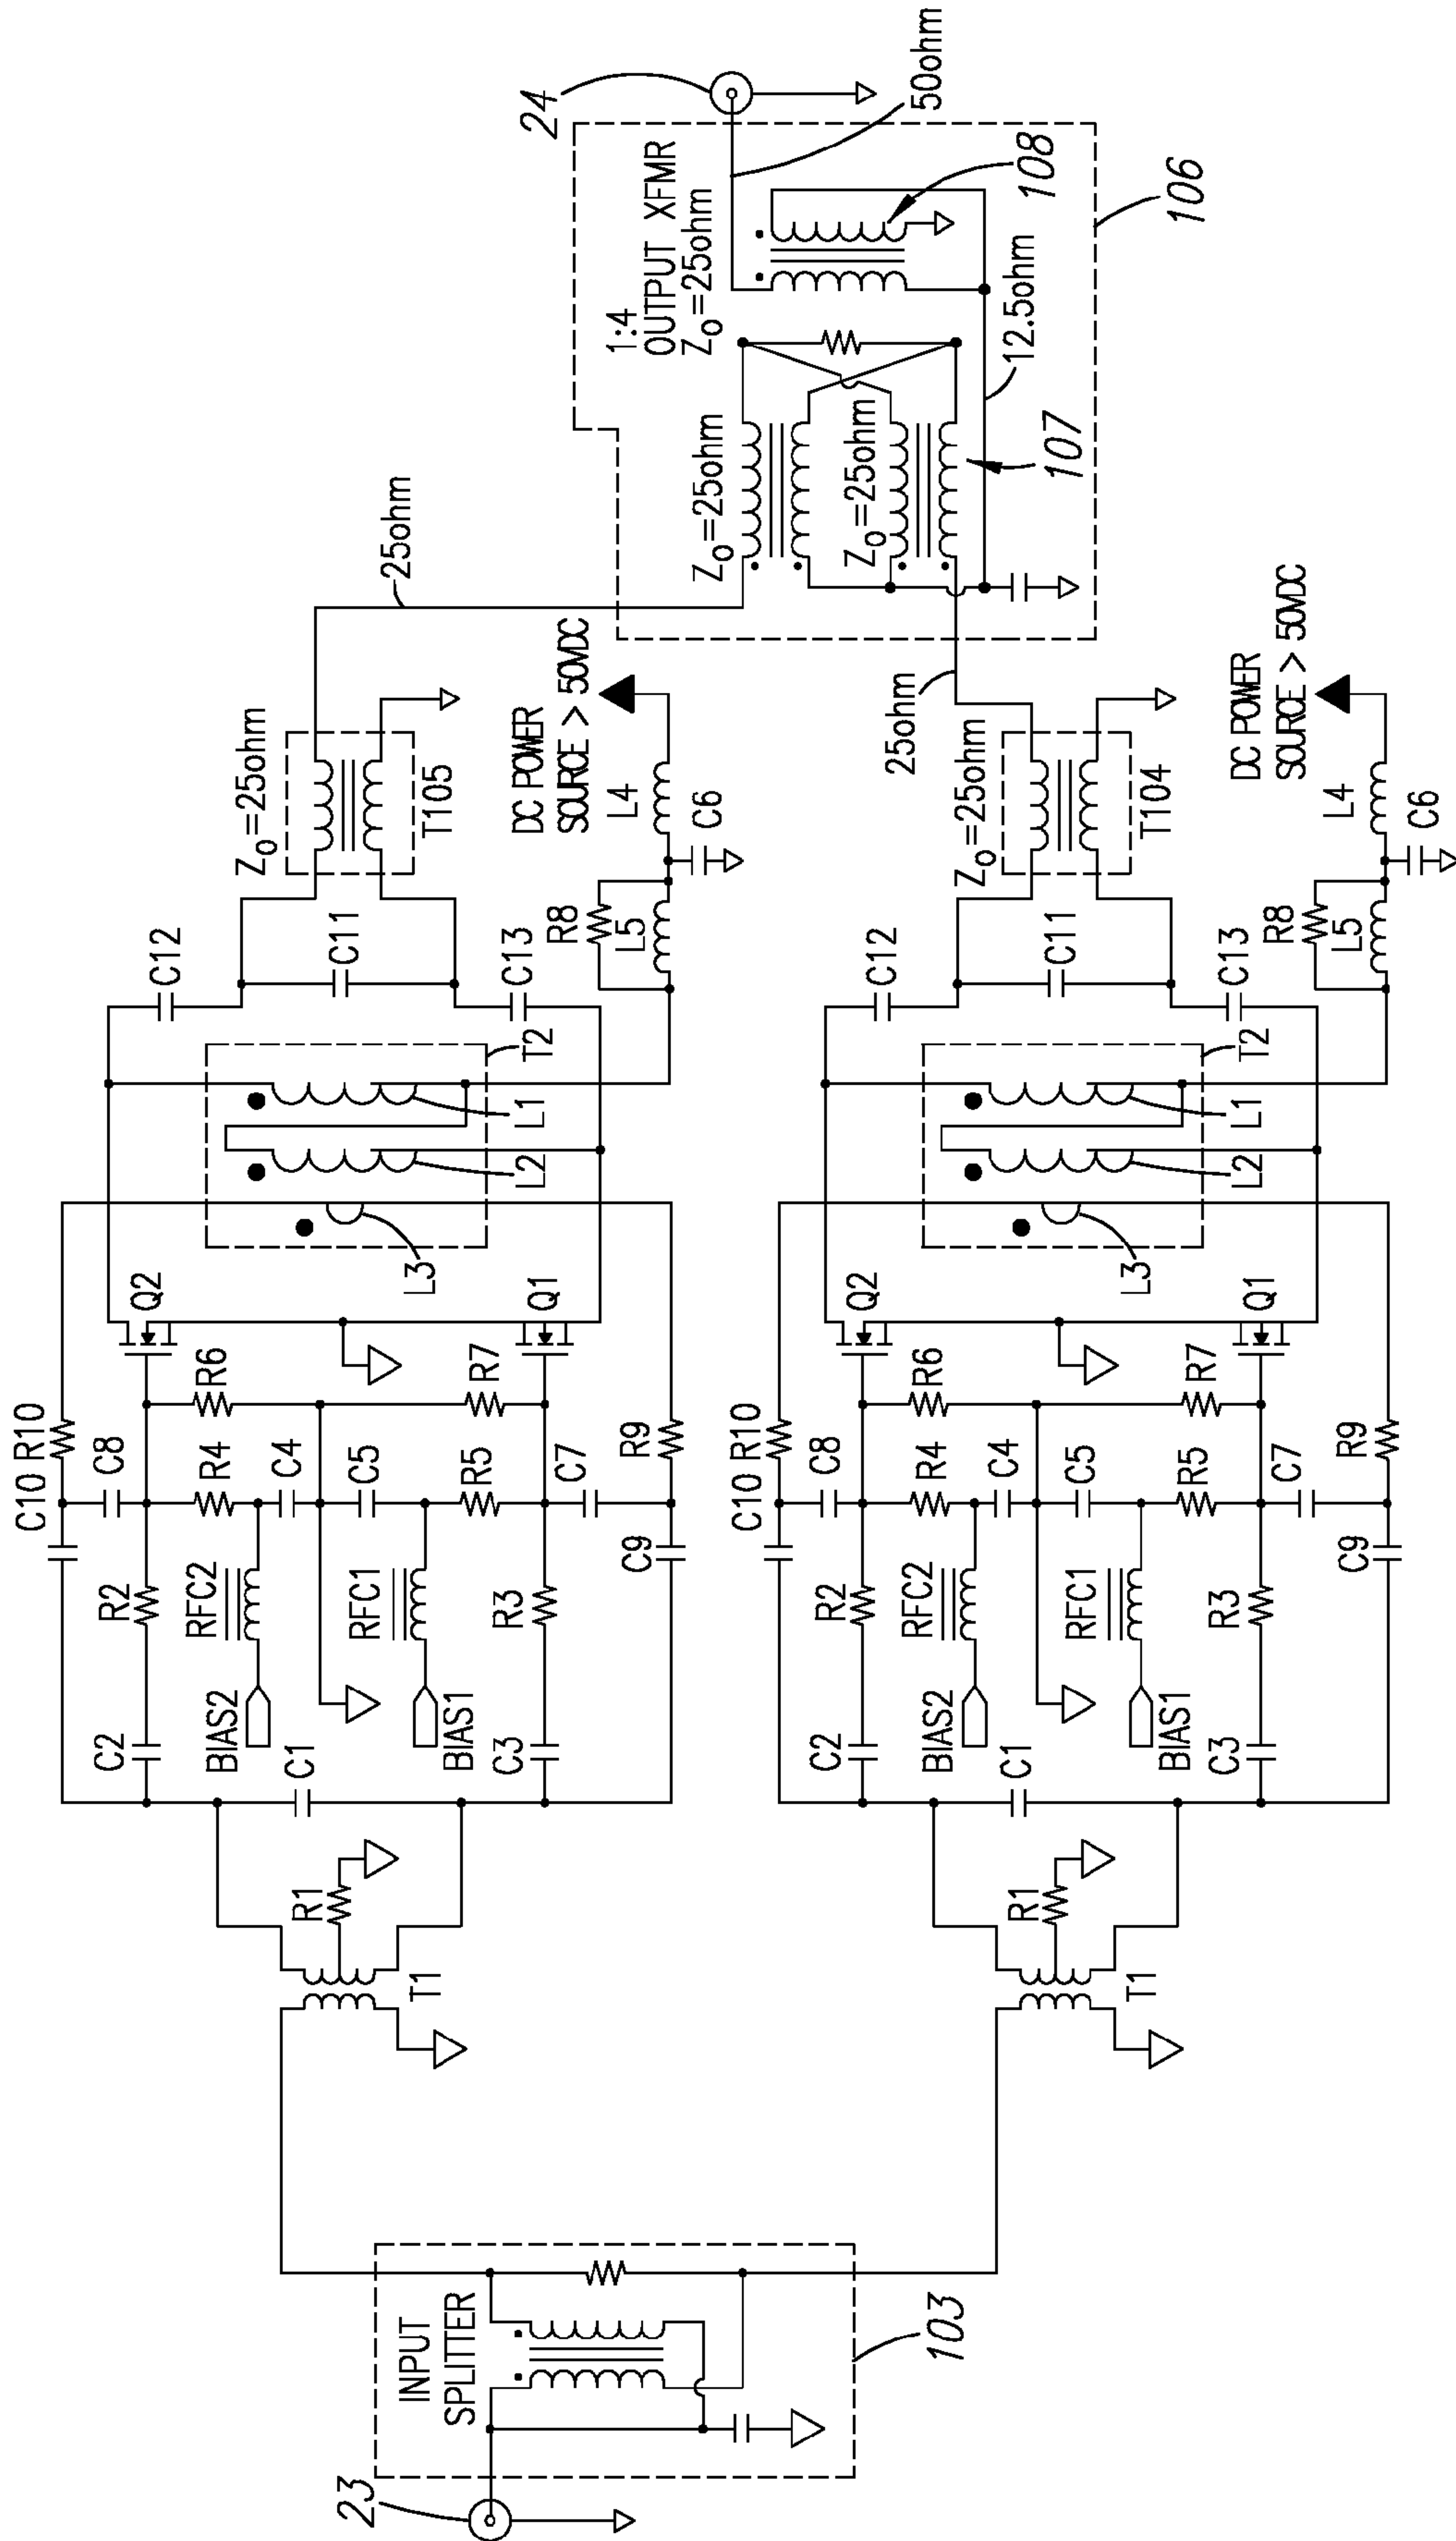 23
INPUT
SPLITTER
103
T1
R1
C1
C2
R2
BIAS2
RFC2
BIAS1
RFC1
C3
R3
C10
R10
C8
R4
C4
C5
R5
C7
C9
R9
R6
R7
Q2
Q1
L3
L2
L1
T2
C12
C11
C13
R8
L5
C6
L4
DC POWER
SOURCE > 50VDC
Zo=25ohm
T105
25ohm
T1
R1
C1
C2
R2
BIAS2
RFC2
BIAS1
RFC1
C3
R3
C10
R10
C8
R4
C4
C5
R5
C7
C9
R9
R6
R7
Q2
Q1
L3
L2
L1
T2
C12
C11
C13
R8
L5
C6
L4
DC POWER
SOURCE > 50VDC
Zo=25ohm
T104
25ohm
Zo=25ohm
Zo=25ohm
107
1:4
OUTPUT XFMR
Zo=25ohm
12.5ohm
108
106
50ohm
24